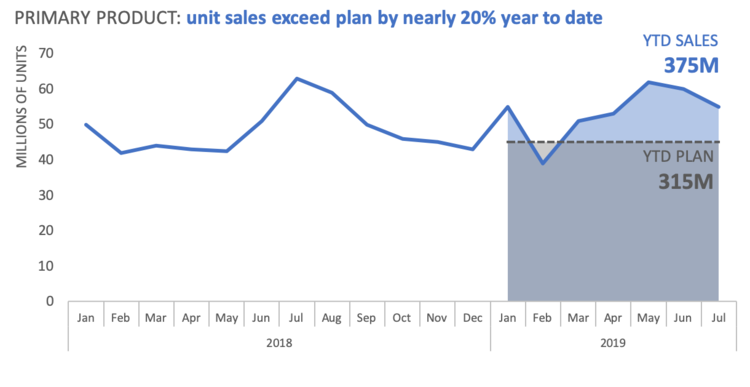 PRIMARY PRODUCT: unit sales exceed plan by nearly 20% year to date
YTD SALES
375M
MILLIONS OF UNITS
70
60
50
40
30
20
10
0
YTD PLAN
315M
Jan Feb Mar Apr May Jun Jul Aug Sep Oct Nov Dec Jan Feb Mar Apr May Jun Jul
2018 2019